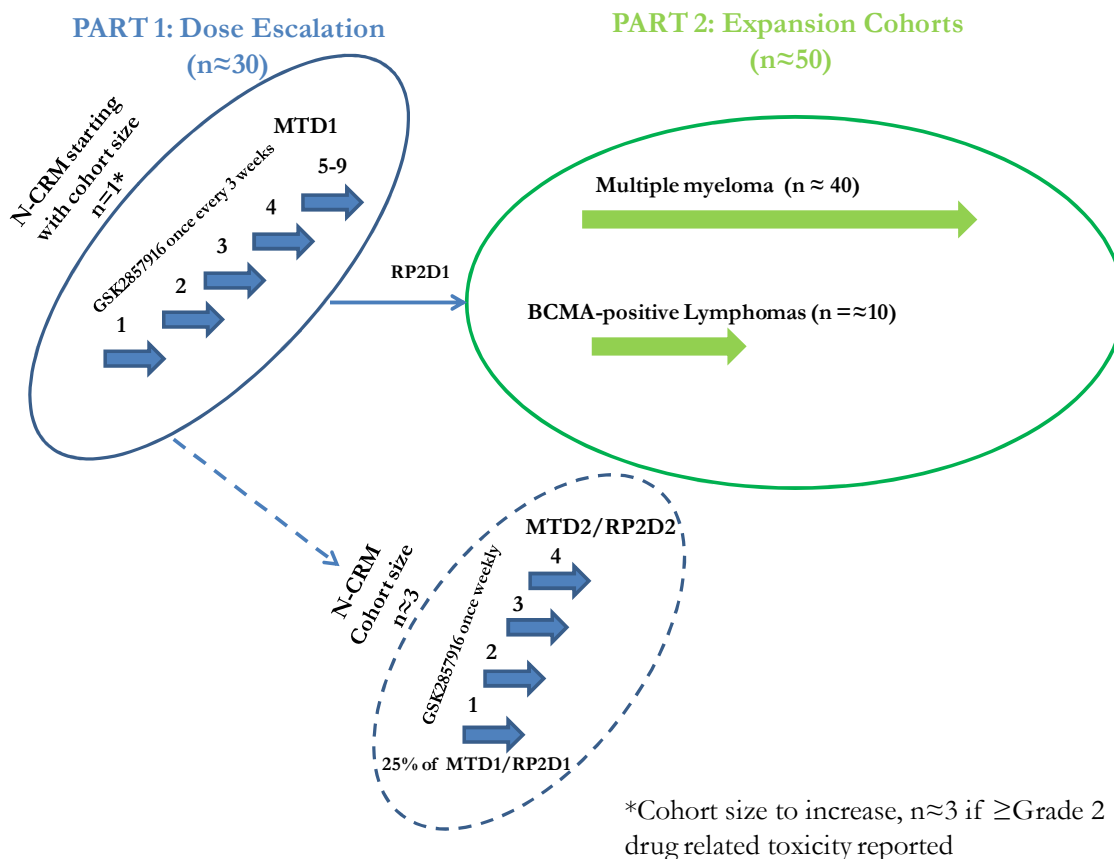 PART 1: Dose Escalation
(n≈30)
PART 2: Expansion Cohorts
(n≈50)
N-CRM starting
with cohort size
n=1*
GSK2857916 once every 3 weeks
MTD1
1
2
3
4
5-9
RP2D1
Multiple myeloma (n ≈ 40)
BCMA-positive Lymphomas (n =≈10)
N-CRM
Cohort size
n≈3
GSK2857916 once weekly
MTD2/RP2D2
4
3
2
1
25% of MTD1/RP2D1
*Cohort size to increase, n≈3 if ≥Grade 2
drug related toxicity reported